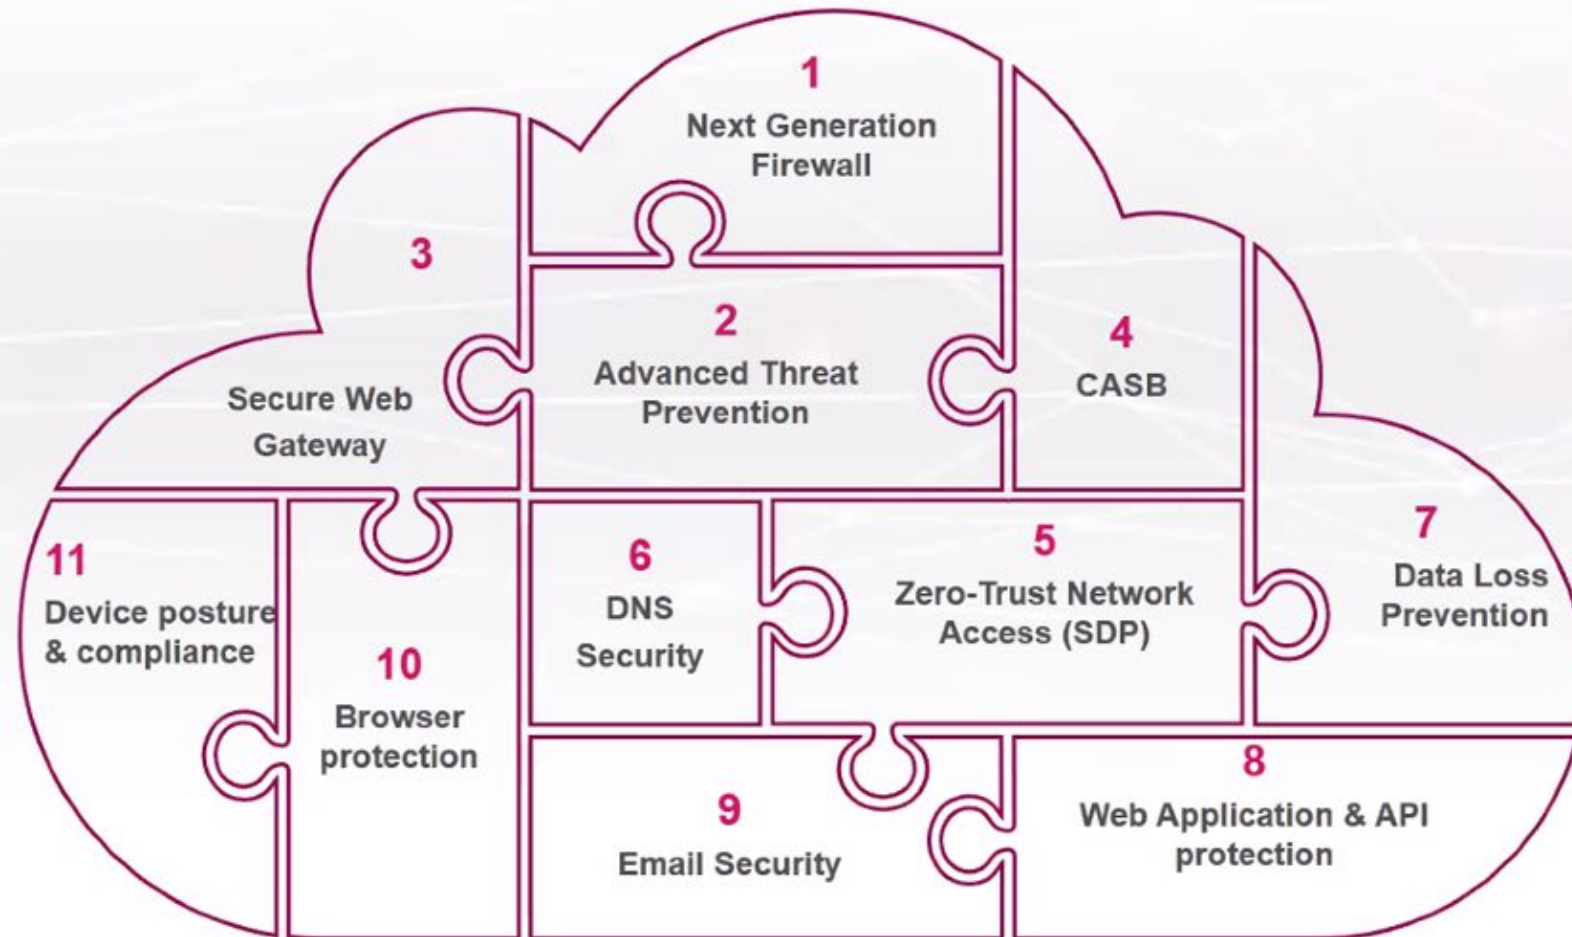 1
Next Generation
Firewall
2
Advanced Threat
Prevention
3
Secure Web
Gateway
4
CASB
5
Zero-Trust Network
Access (SDP)
6
DNS
Security
7
Data Loss
Prevention
8
Web Application & API
protection
9
Email Security
10
Browser
protection
11
Device posture
& compliance